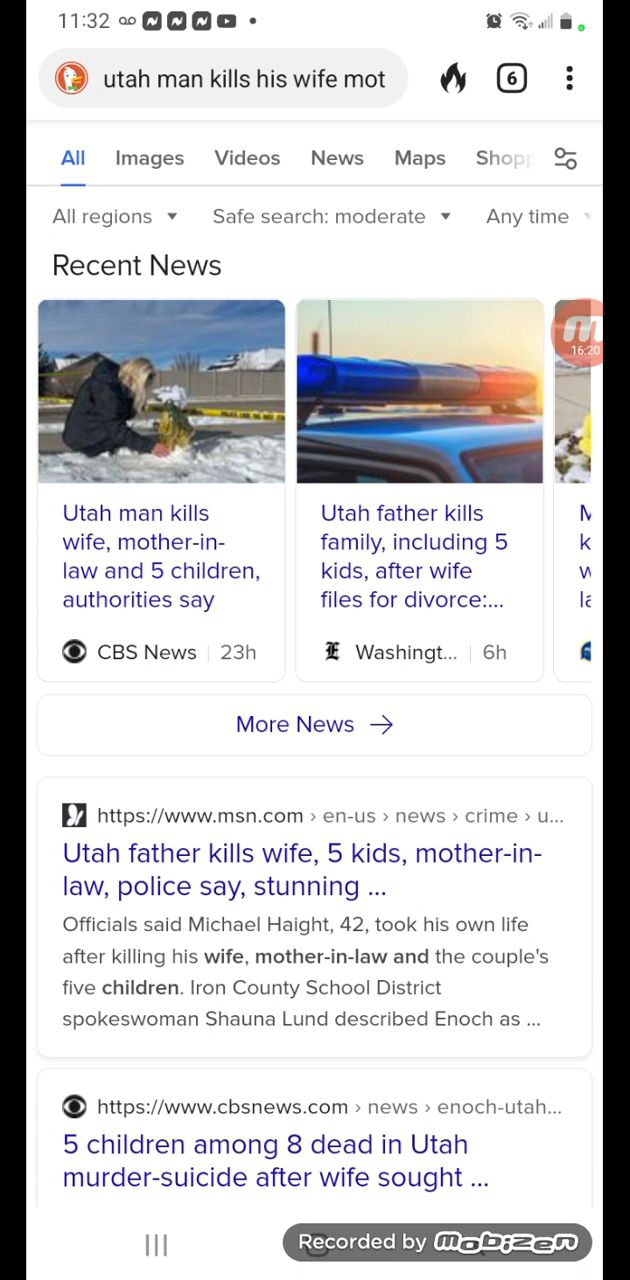 11:32
utah man kills his wife mot
6
All Images Videos News Maps Shopp
All regions Safe search: moderate Any time
Recent News
16:20
Utah man kills
wife, mother-in-
law and 5 children,
authorities say
CBS News 23h
Utah father kills
family, including 5
kids, after wife
files for divorce:...
Washingt... 6h
M
k
w
la
More News →
https://www.msn.com › en-us › news › crime › u...
Utah father kills wife, 5 kids, mother-in-
law, police say, stunning ...
Officials said Michael Haight, 42, took his own life
after killing his wife, mother-in-law and the couple's
five children. Iron County School District
spokeswoman Shauna Lund described Enoch as ...
https://www.cbsnews.com › news › enoch-utah...
5 children among 8 dead in Utah
murder-suicide after wife sought ...
Recorded by mobizen